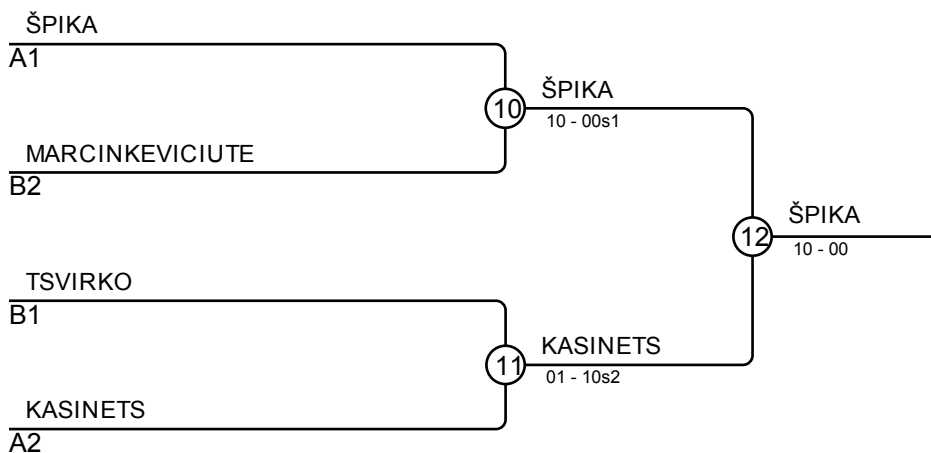 ŠPIKA
A1
10
ŠPIKA
10 - 00s1
MARCINKEVICIUTE
B2
12
ŠPIKA
10 - 00
TSVIRKO
B1
11
KASINETS
01 - 10s2
KASINETS
A2